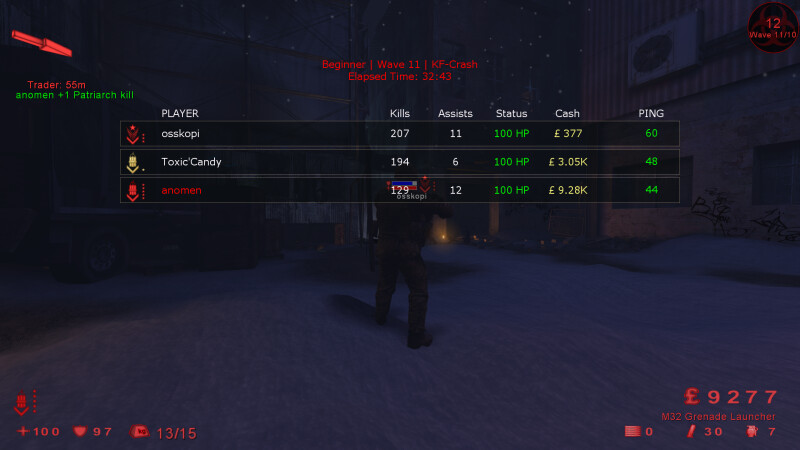 12
Wave 11/10
Beginner | Wave 11 | KF-Crash
Elapsed Time: 32:43
Trader: 55m
anomen +1 Patriarch kill
PLAYER Kills Assists Status Cash PING
osskopi 207 11 100 HP £ 377 60
Toxic'Candy 194 6 100 HP £ 3.05K 48
anomen 129 12 100 HP £ 9.28K 44
osskopi
£ 9277
M32 Grenade Launcher
100 97 13/15 0 30 7